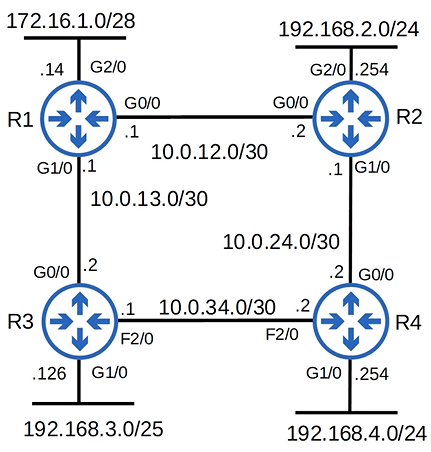 172.16.1.0/28
192.168.2.0/24
.14
G2/0
G2/0
.254
R1
G0/0
G0/0
R2
.1
.2
G1/0
.1
10.0.12.0/30
.1
G1/0
10.0.13.0/30
10.0.24.0/30
G0/0
.2
.2
G0/0
R3
.1
10.0.34.0/30
.2
R4
F2/0
F2/0
.126
G1/0
G1/0
.254
192.168.3.0/25
192.168.4.0/24